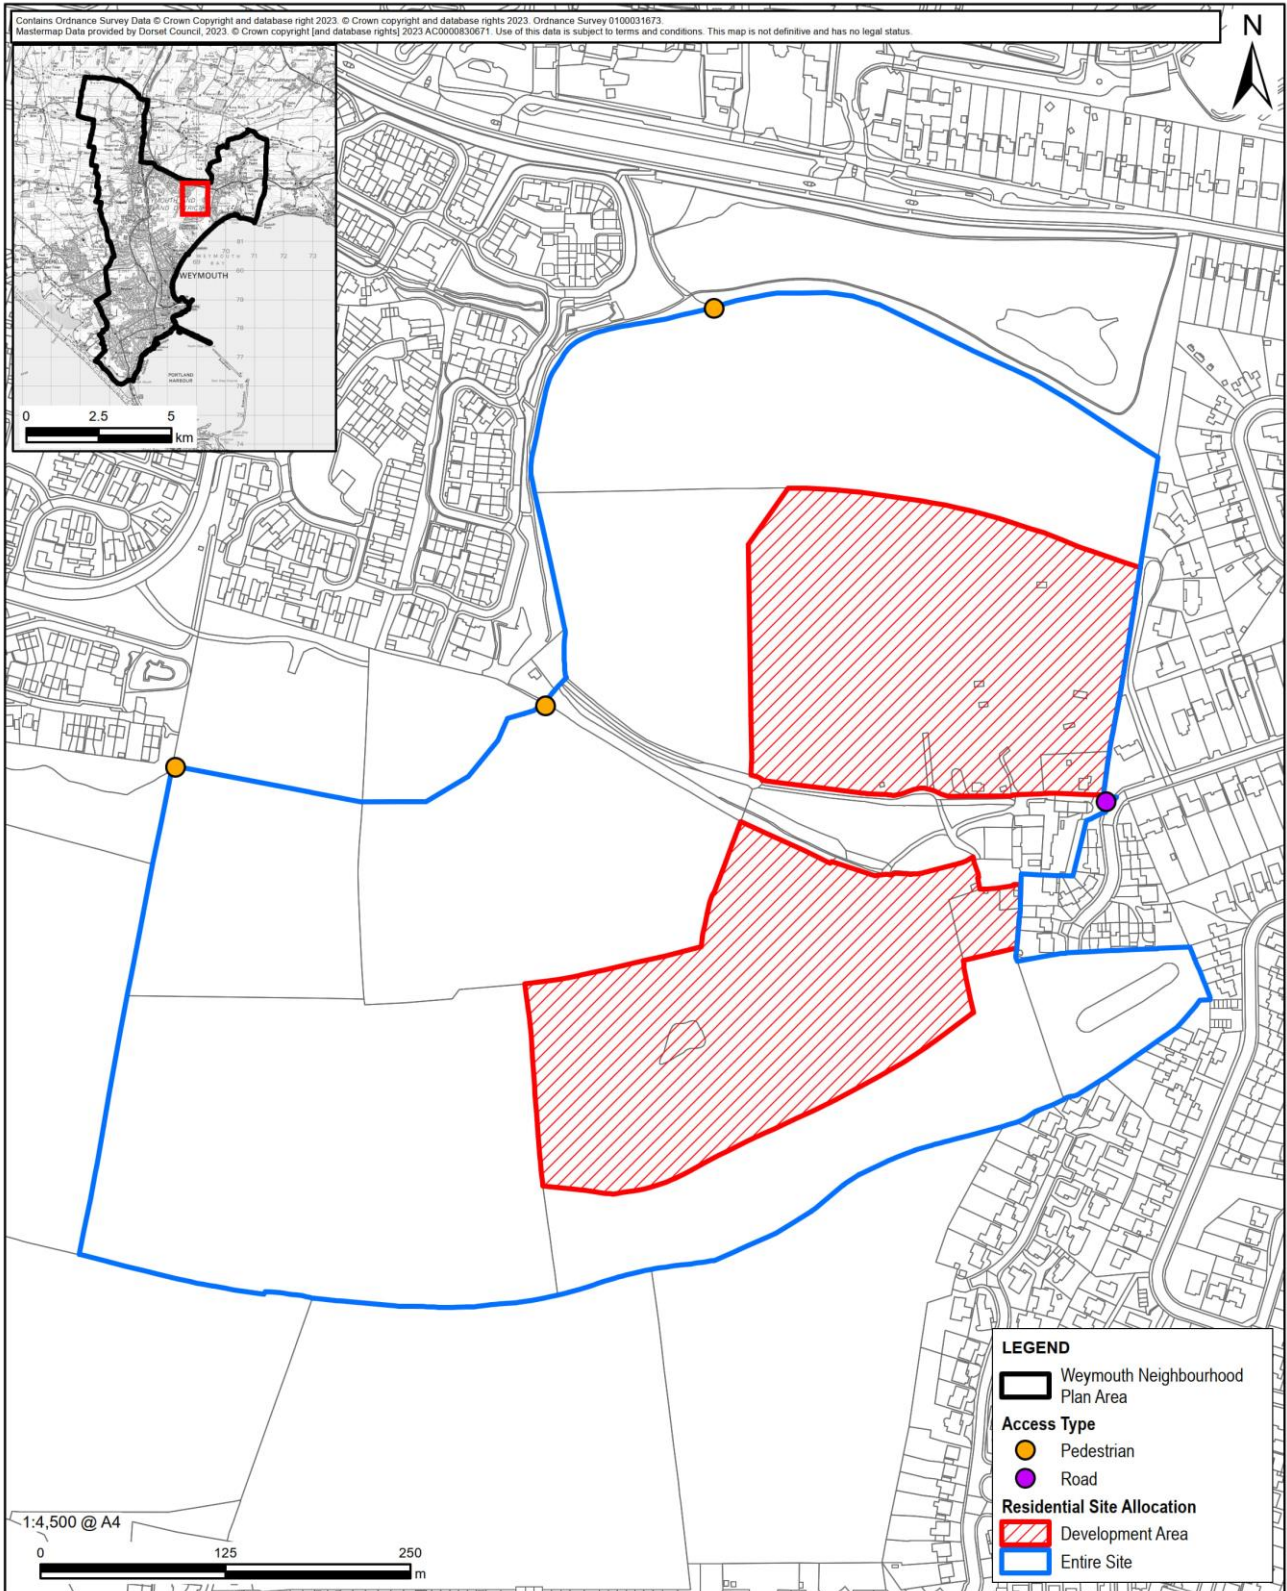 Contains Ordnance Survey Data © Crown Copyright and database right 2023. © Crown copyright and database rights 2023. Ordnance Survey 0100031673.
Mastermap Data provided by Dorset Council, 2023. © Crown copyright [and database rights] 2023 AC0000830671. Use of this data is subject to terms and conditions. This map is not definitive and has no legal status.
N
WEYMOUTH
PORTLAND
HARBOUR
0 2.5 5
km
LEGEND
Weymouth Neighbourhood
Plan Area
Access Type
Pedestrian
Road
Residential Site Allocation
Development Area
Entire Site
1:4,500 @ A4
0 125 250
m